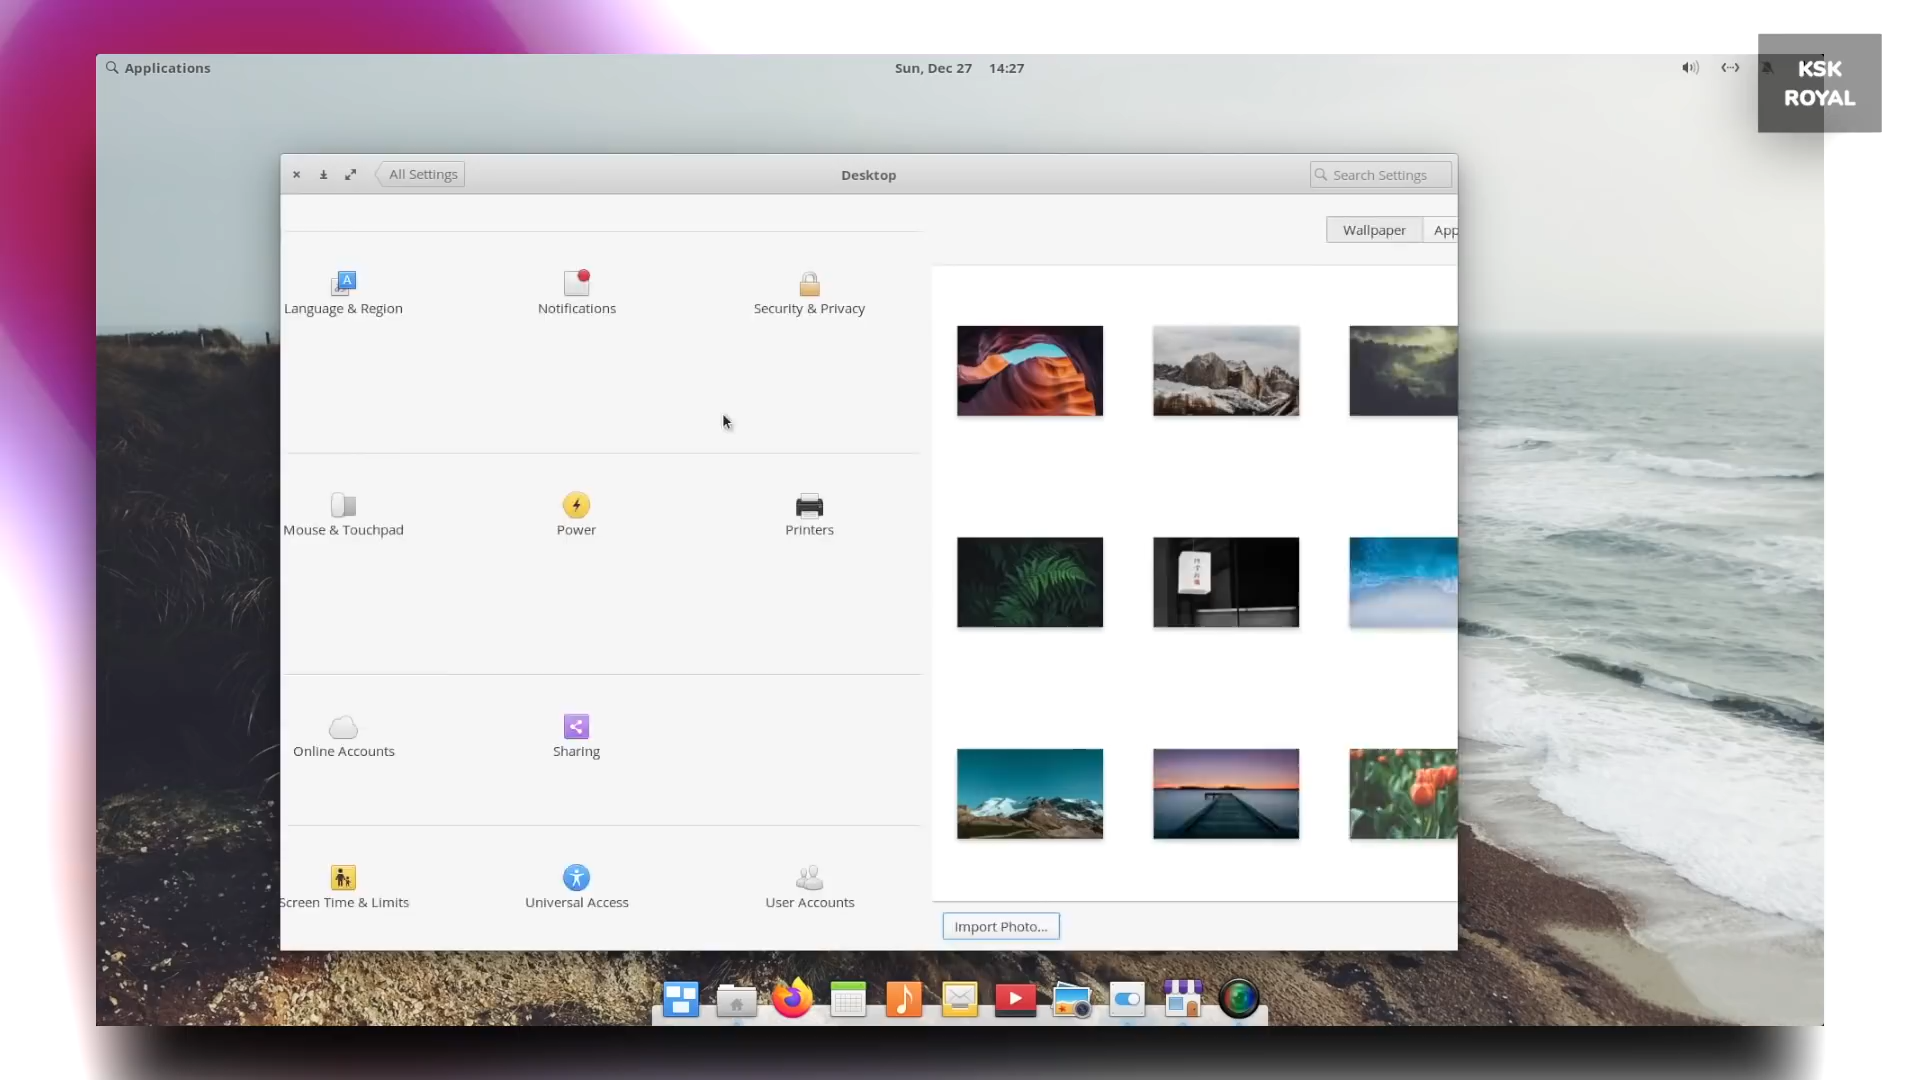 Applications
Sun, Dec 27 14:27
KSK
ROYAL
All Settings
Desktop
Search Settings
Wallpaper
App
Language & Region
Notifications
Security & Privacy
Mouse & Touchpad
Power
Printers
Online Accounts
Sharing
Screen Time & Limits
Universal Access
User Accounts
Import Photo...